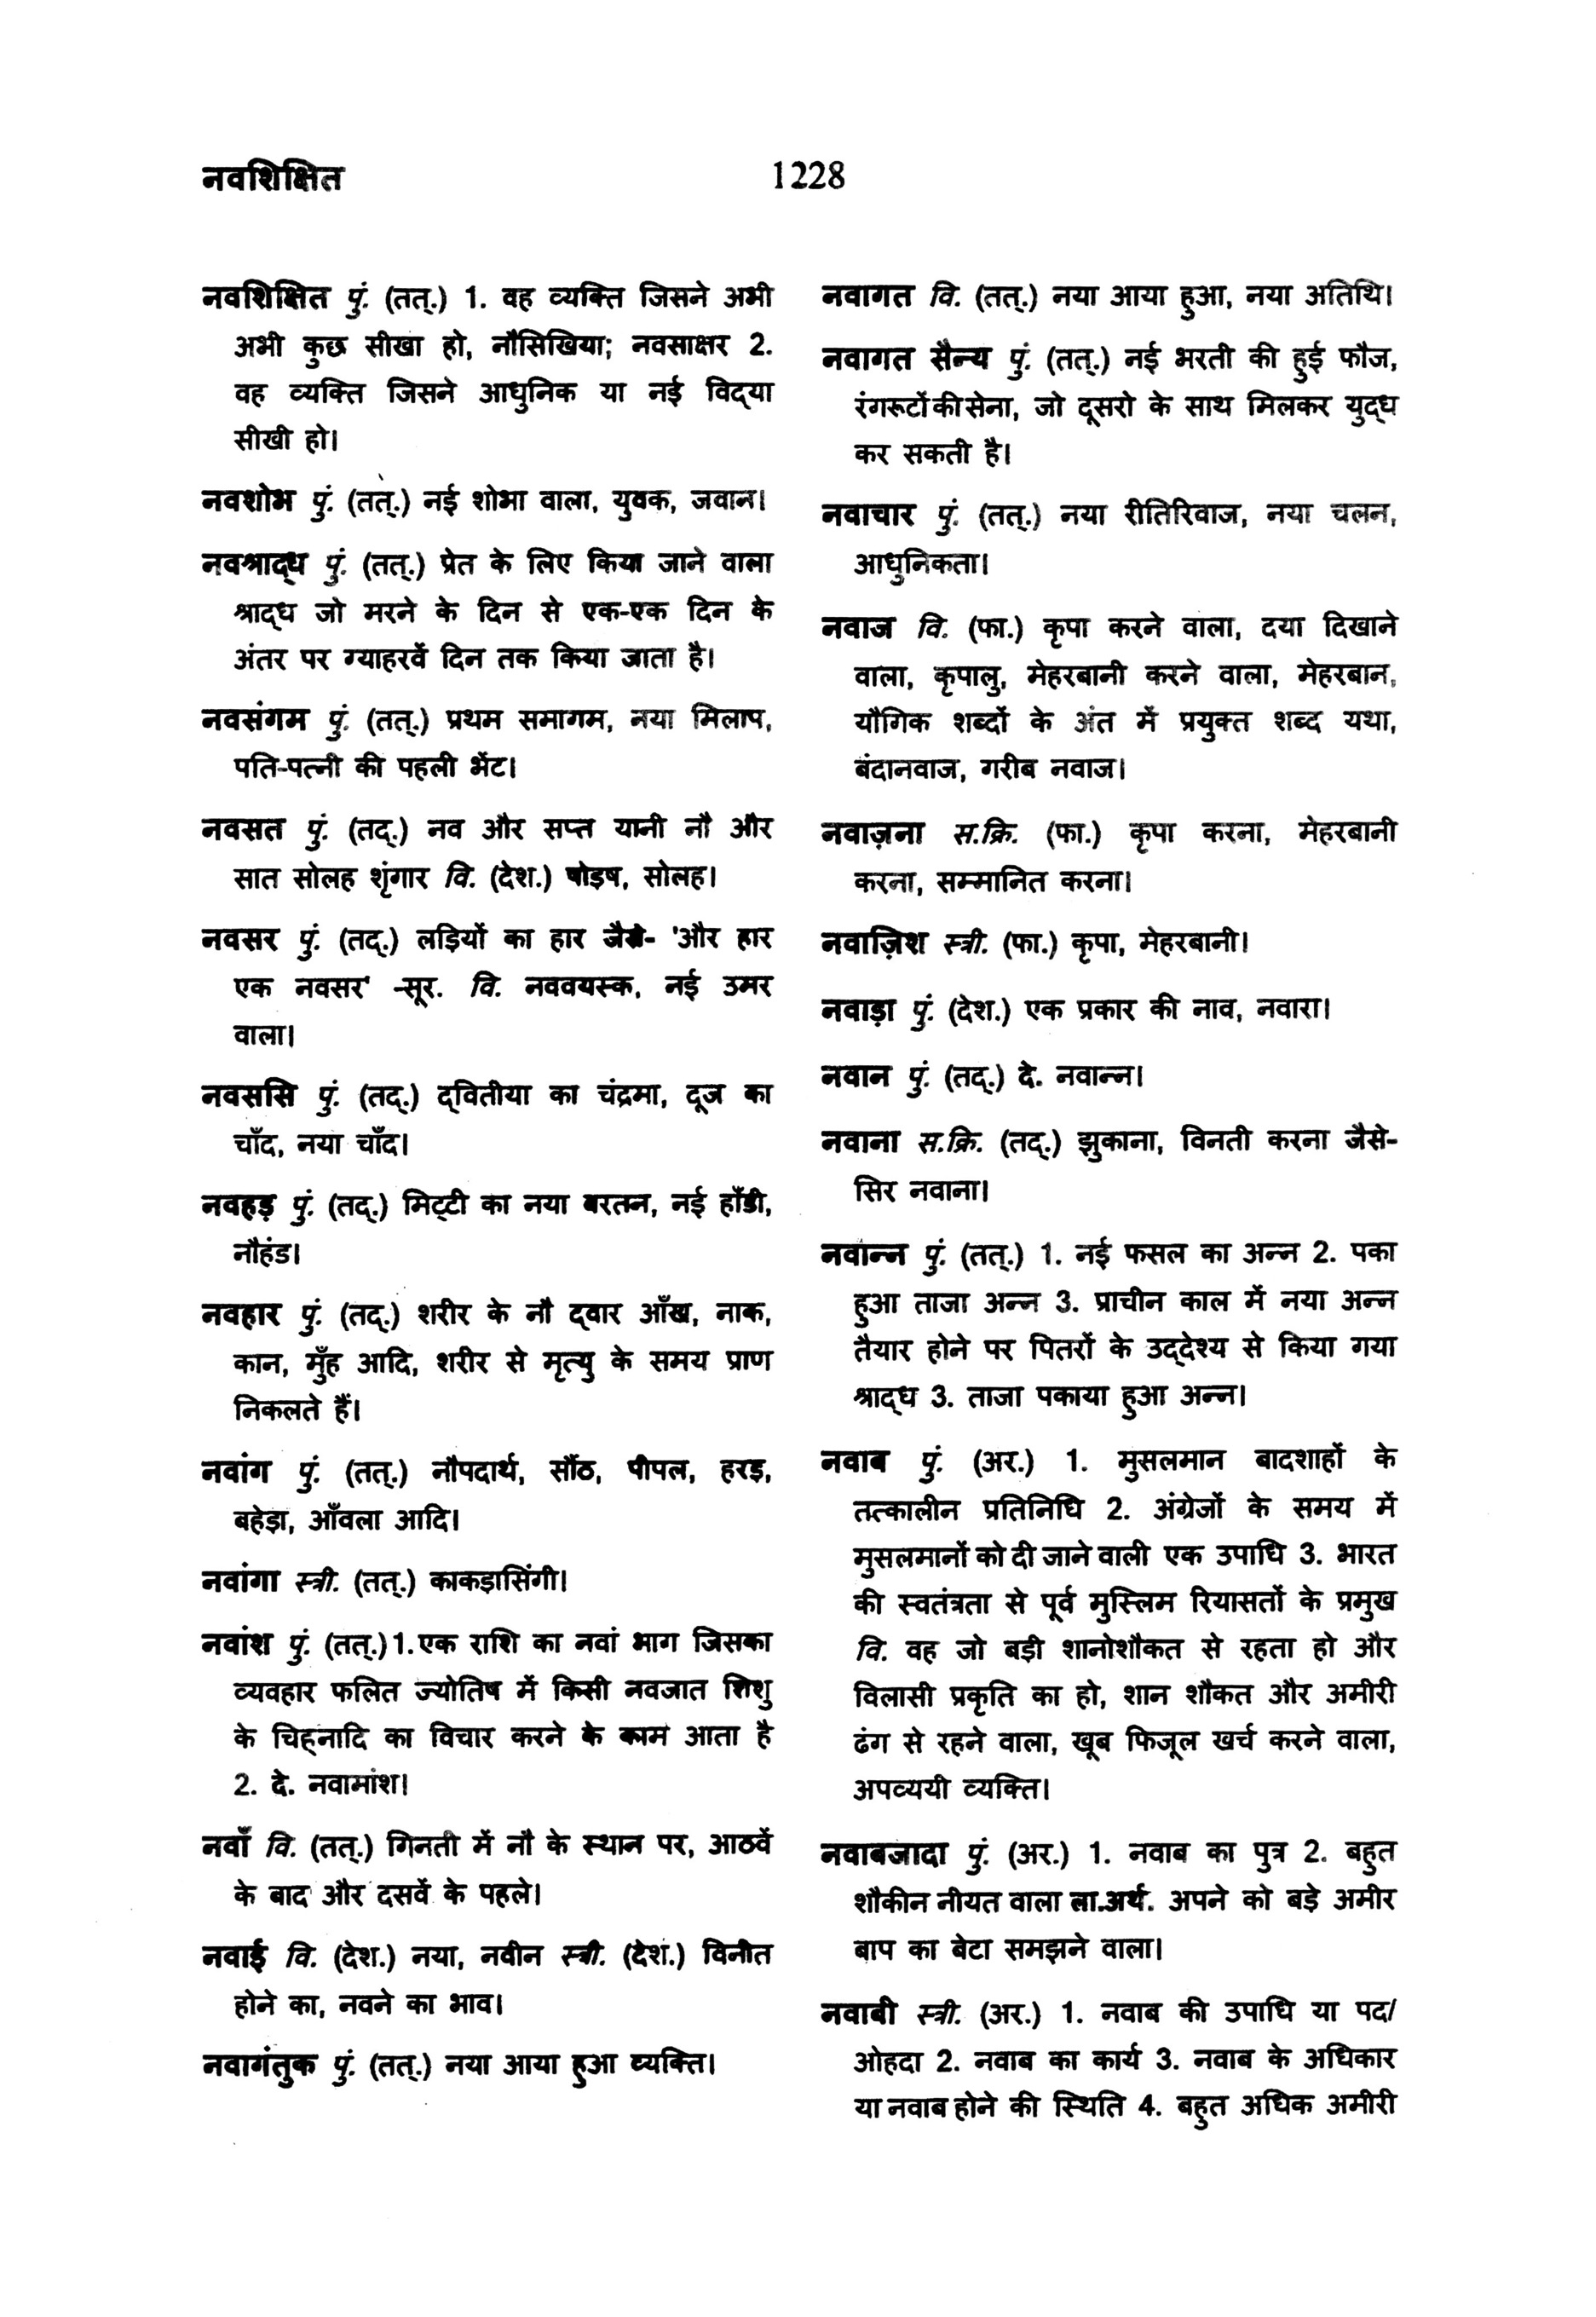 नवशिक्षित
1228
नवशिक्षित पुं. (तत्.) 1. वह व्यक्ति जिसने अभी
अभी कुछ सीखा हो, नौसिखिया; नवसाक्षर 2.
वह व्यक्ति जिसने आधुनिक या नई विद्‌या
सीखी हो।
नवशोभ पुं. (तत्.) नई शोभा वाला, युवक, जवान।
नवश्राद्‌ध पुं. (तत्.) प्रेत के लिए किया जाने वाला
श्राद्‌ध जो मरने के दिन से एक-एक दिन के
अंतर पर ग्याहरवें दिन तक किया जाता है।
नवसंगम पुं. (तत्.) प्रथम समागम, नया मिलाप,
पति-पत्नी की पहली भेंट।
नवसत पुं. (तद्.) नव और सप्त यानी नौ और
सात सोलह शृंगार वि. (देश.) षोड्ष, सोलह।
नवसर पुं. (तद्.) लड़ियों का हार जैसे- 'और हार
एक नवसर' -सूर. वि. नववयस्क, नई उमर
वाला।
नवससि पुं. (तद्.) द्‌वितीया का चंद्रमा, दूज का
चाँद, नया चाँद।
नवहड़ पुं. (तद्.) मिट्‌टी का नया बरतन, नई हाँडी,
नौहंड।
नवहार पुं. (तद्.) शरीर के नौ द्‌वार आँख, नाक,
कान, मुँह आदि, शरीर से मृत्यु के समय प्राण
निकलते हैं।
नवांग पुं. (तत्.) नौपदार्थ, सौंठ, पीपल, हरड़,
बहेड़ा, आँवला आदि।
नवांगा स्त्री. (तत्.) काकड़ासिंगी।
नवांश पुं. (तत्.) 1. एक राशि का नवां भाग जिसका
व्यवहार फलित ज्योतिष में किसी नवजात शिशु
के चिह्‌नादि का विचार करने के काम आता है
2. दे. नवामांश।
नवाँ वि. (तत्.) गिनती में नौ के स्थान पर, आठवें
के बाद और दसवें के पहले।
नवाई वि. (देश.) नया, नवीन स्त्री. (देश.) विनीत
होने का, नवने का भाव।
नवागंतुक पुं. (तत्.) नया आया हुआ व्यक्ति।
नवागत वि. (तत्.) नया आया हुआ, नया अतिथि।
नवागत सैन्य पुं. (तत्.) नई भरती की हुई फौज,
रंगरूटों की सेना, जो दूसरो के साथ मिलकर युद्‌ध
कर सकती है।
नवाचार पुं. (तत्.) नया रीतिरिवाज, नया चलन,
आधुनिकता।
नवाज वि. (फा.) कृपा करने वाला, दया दिखाने
वाला, कृपालु, मेहरबानी करने वाला, मेहरबान,
यौगिक शब्दों के अंत में प्रयुक्त शब्द यथा,
बंदानवाज, गरीब नवाज।
नवाज़ना स.क्रि. (फा.) कृपा करना, मेहरबानी
करना, सम्मानित करना।
नवाज़िश स्त्री. (फा.) कृपा, मेहरबानी।
नवाड़ा पुं. (देश.) एक प्रकार की नाव, नवारा।
नवान पुं. (तद्.) दे. नवान्न।
नवाना स.क्रि. (तद्.) झुकाना, विनती करना जैसे-
सिर नवाना।
नवान्न पुं. (तत्.) 1. नई फसल का अन्न 2. पका
हुआ ताजा अन्न 3. प्राचीन काल में नया अन्न
तैयार होने पर पितरों के उद्‌देश्य से किया गया
श्राद्‌ध 3. ताजा पकाया हुआ अन्न।
नवाब पुं. (अर.) 1. मुसलमान बादशाहों के
तत्कालीन प्रतिनिधि 2. अंग्रेजों के समय में
मुसलमानों को दी जाने वाली एक उपाधि 3. भारत
की स्वतंत्रता से पूर्व मुस्लिम रियासतों के प्रमुख
वि. वह जो बड़ी शानोशौकत से रहता हो और
विलासी प्रकृति का हो, शान शौकत और अमीरी
ढंग से रहने वाला, खूब फिजूल खर्च करने वाला,
अपव्ययी व्यक्ति।
नवाबजादा पुं. (अर.) 1. नवाब का पुत्र 2. बहुत
शौकीन नीयत वाला ला.अर्थ. अपने को बड़े अमीर
बाप का बेटा समझने वाला।
नवाबी स्त्री. (अर.) 1. नवाब की उपाधि या पद/
ओहदा 2. नवाब का कार्य 3. नवाब के अधिकार
या नवाब होने की स्थिति 4. बहुत अधिक अमीरी